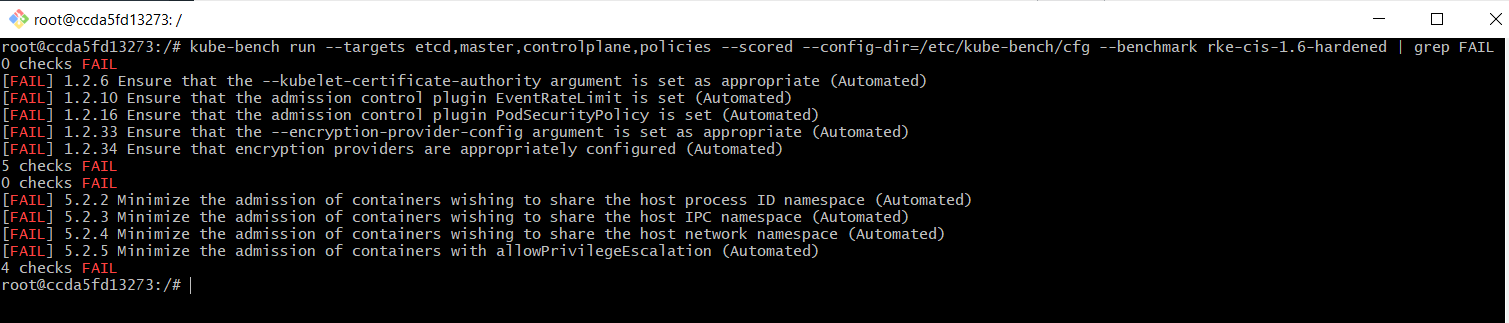 root@ccda5fd13273: /
root@ccda5fd13273:/# kube-bench run --targets etcd,master,controlplane,policies --scored --config-dir=/etc/kube-bench/cfg --benchmark rke-cis-1.6-hardened | grep FAIL
0 checks FAIL
[FAIL] 1.2.6 Ensure that the --kubelet-certificate-authority argument is set as appropriate (Automated)
[FAIL] 1.2.10 Ensure that the admission control plugin EventRateLimit is set (Automated)
[FAIL] 1.2.16 Ensure that the admission control plugin PodSecurityPolicy is set (Automated)
[FAIL] 1.2.33 Ensure that the --encryption-provider-config argument is set as appropriate (Automated)
[FAIL] 1.2.34 Ensure that encryption providers are appropriately configured (Automated)
5 checks FAIL
0 checks FAIL
[FAIL] 5.2.2 Minimize the admission of containers wishing to share the host process ID namespace (Automated)
[FAIL] 5.2.3 Minimize the admission of containers wishing to share the host IPC namespace (Automated)
[FAIL] 5.2.4 Minimize the admission of containers wishing to share the host network namespace (Automated)
[FAIL] 5.2.5 Minimize the admission of containers with allowPrivilegeEscalation (Automated)
4 checks FAIL
root@ccda5fd13273:/#